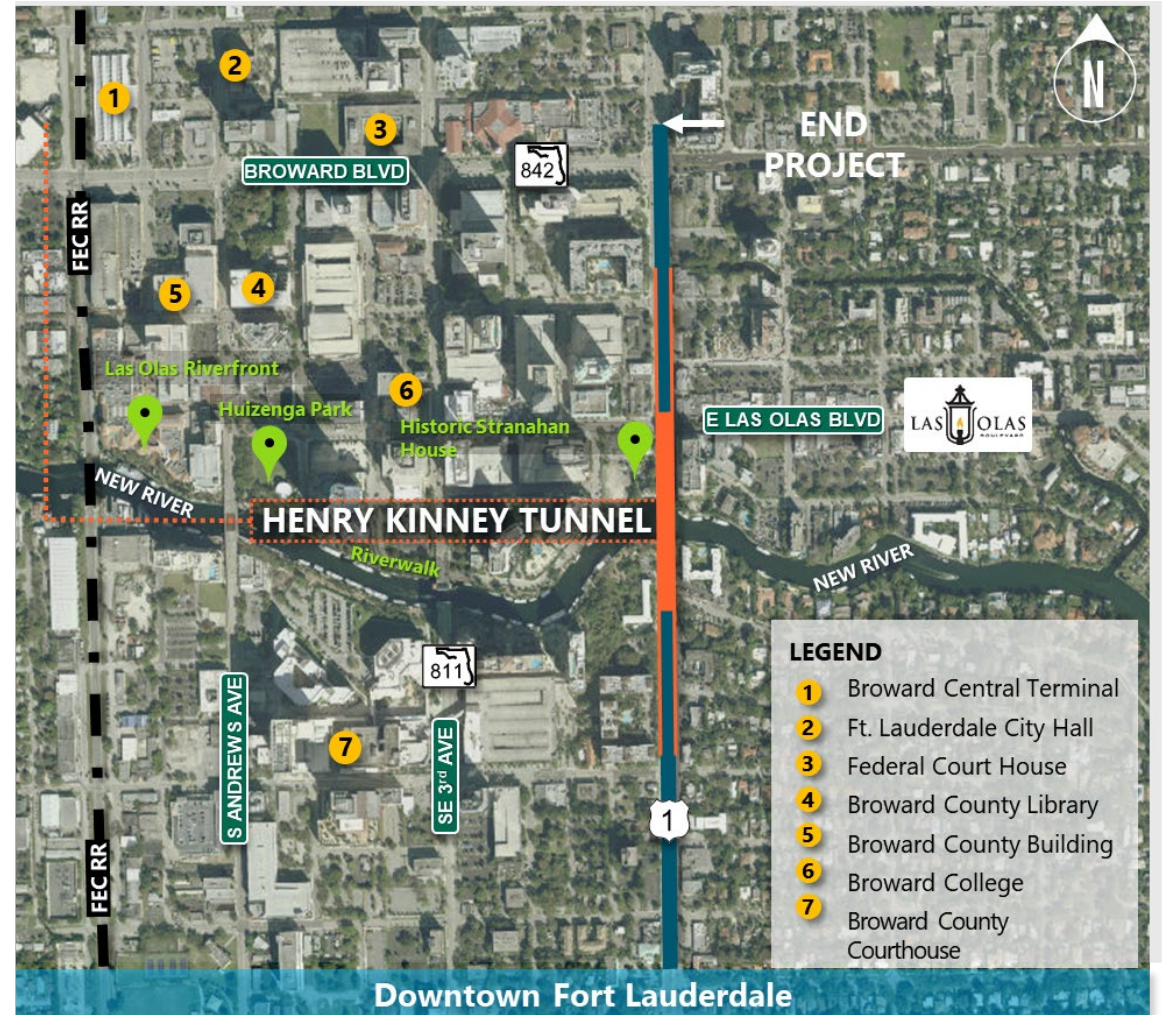 N
2
1
3
END
PROJECT
842
BROWARD BLVD
FEC RR
5
4
Las Olas Riverfront
Huizenga Park
6
Historic Stranahan
House
E LAS OLAS BLVD
LAS OLAS
BOULEVARD
NEW RIVER
HENRY KINNEY TUNNEL
Riverwalk
NEW RIVER
811
S ANDREWS AVE
7
SE 3rd AVE
1
FEC RR
LEGEND
1 Broward Central Terminal
2 Ft. Lauderdale City Hall
3 Federal Court House
4 Broward County Library
5 Broward County Building
6 Broward College
7 Broward County
Courthouse
Downtown Fort Lauderdale